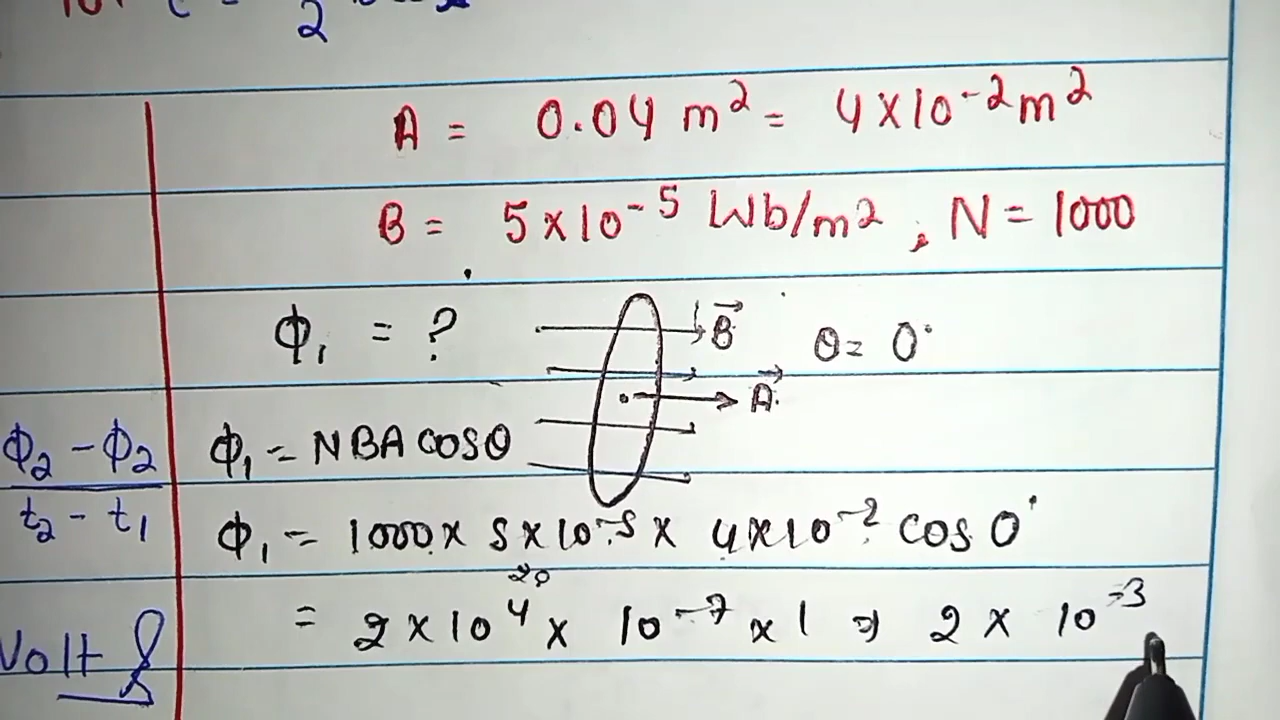 A = 0.04 m² = 4×10⁻² m²
B = 5×10⁻⁵ Wb/m², N = 1000
Φ₁ = ?
B⃗
θ = 0°
A⃗
Φ₁ = NBA cosθ
Φ₁ = 1000 × 5×10⁻⁵ × 4×10⁻² cos 0°
20
= 2 × 10⁴ × 10⁻⁷ × 1 ⇒ 2 × 10⁻³
Φ₂ - Φ₂
t₂ - t₁
Volt